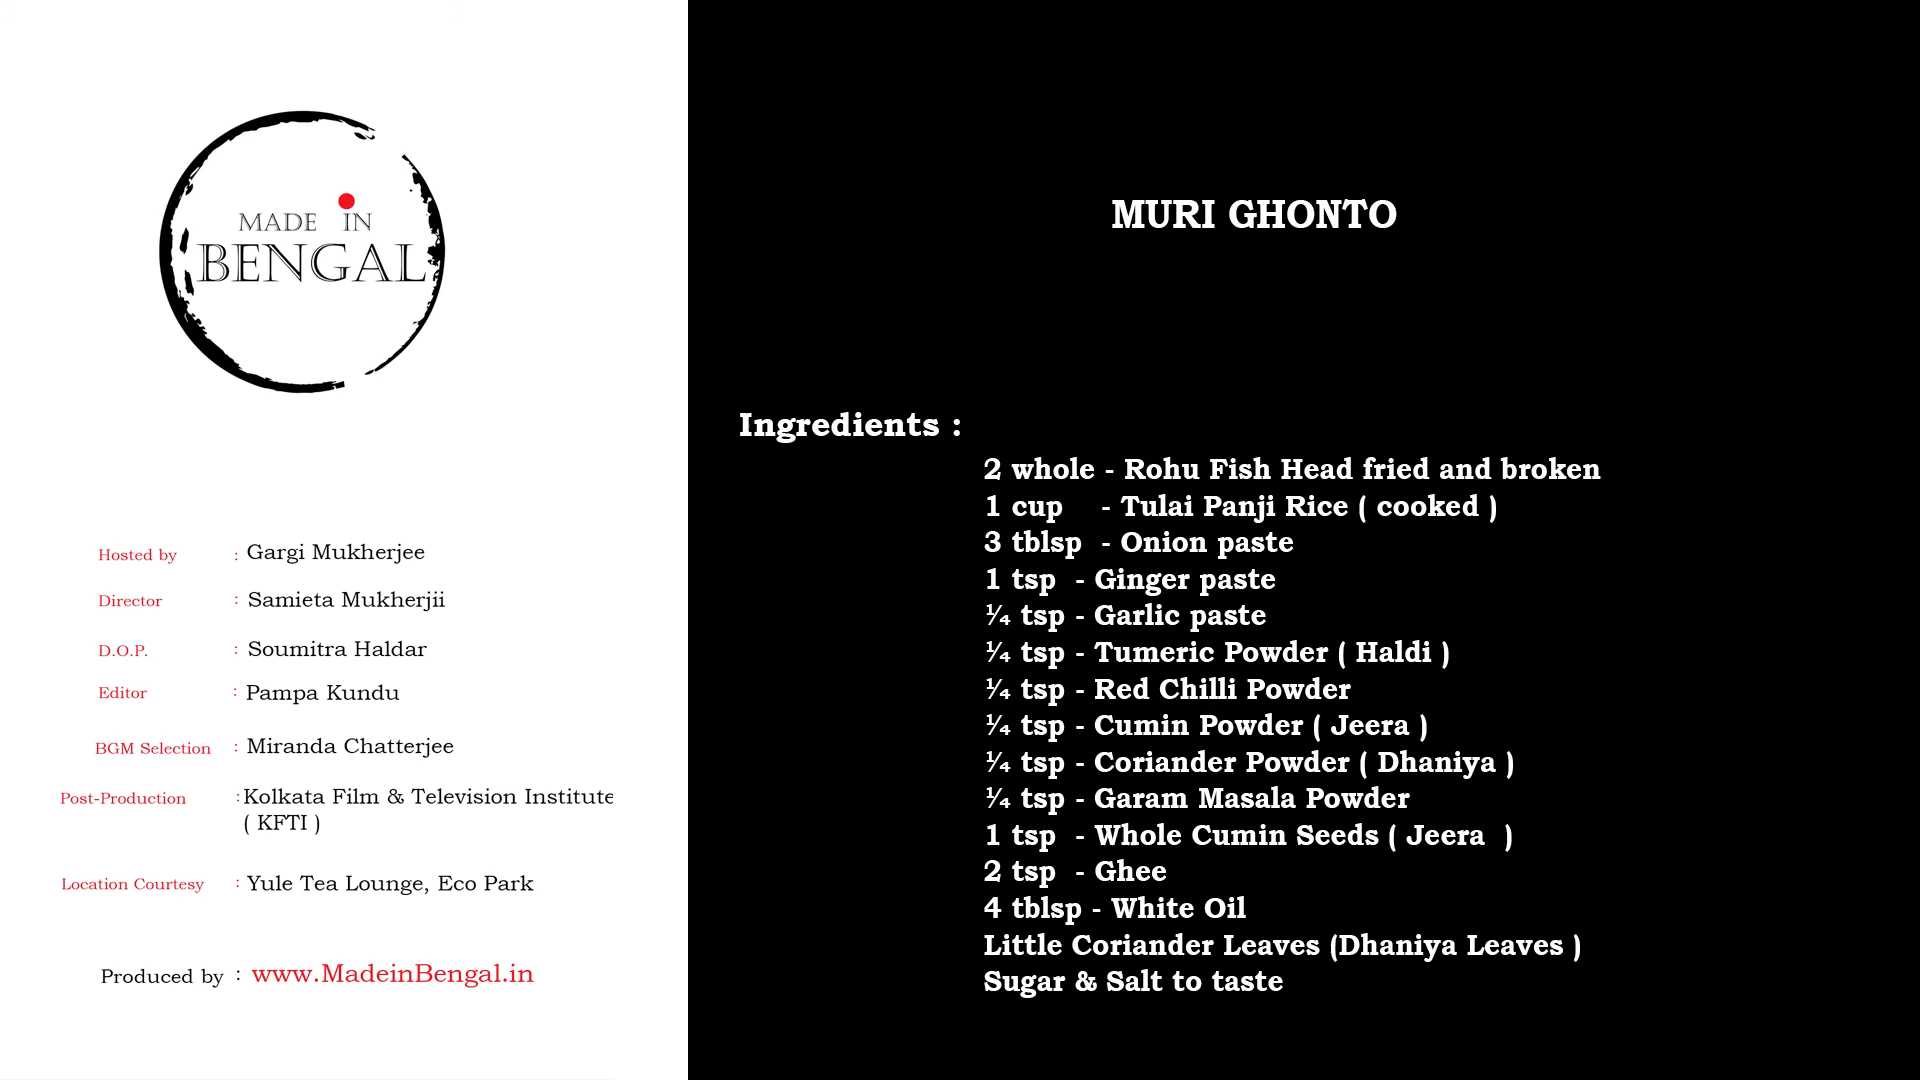 MADE IN
BENGAL
Hosted by : Gargi Mukherjee
Director : Samieta Mukherjii
D.O.P. : Soumitra Haldar
Editor : Pampa Kundu
BGM Selection : Miranda Chatterjee
Post-Production : Kolkata Film & Television Institute
( KFTI )
Location Courtesy : Yule Tea Lounge, Eco Park
Produced by : www.MadeinBengal.in
MURI GHONTO
Ingredients :
2 whole - Rohu Fish Head fried and broken
1 cup - Tulai Panji Rice ( cooked )
3 tblsp - Onion paste
1 tsp - Ginger paste
¼ tsp - Garlic paste
¼ tsp - Tumeric Powder ( Haldi )
¼ tsp - Red Chilli Powder
¼ tsp - Cumin Powder ( Jeera )
¼ tsp - Coriander Powder ( Dhaniya )
¼ tsp - Garam Masala Powder
1 tsp - Whole Cumin Seeds ( Jeera )
2 tsp - Ghee
4 tblsp - White Oil
Little Coriander Leaves (Dhaniya Leaves )
Sugar & Salt to taste